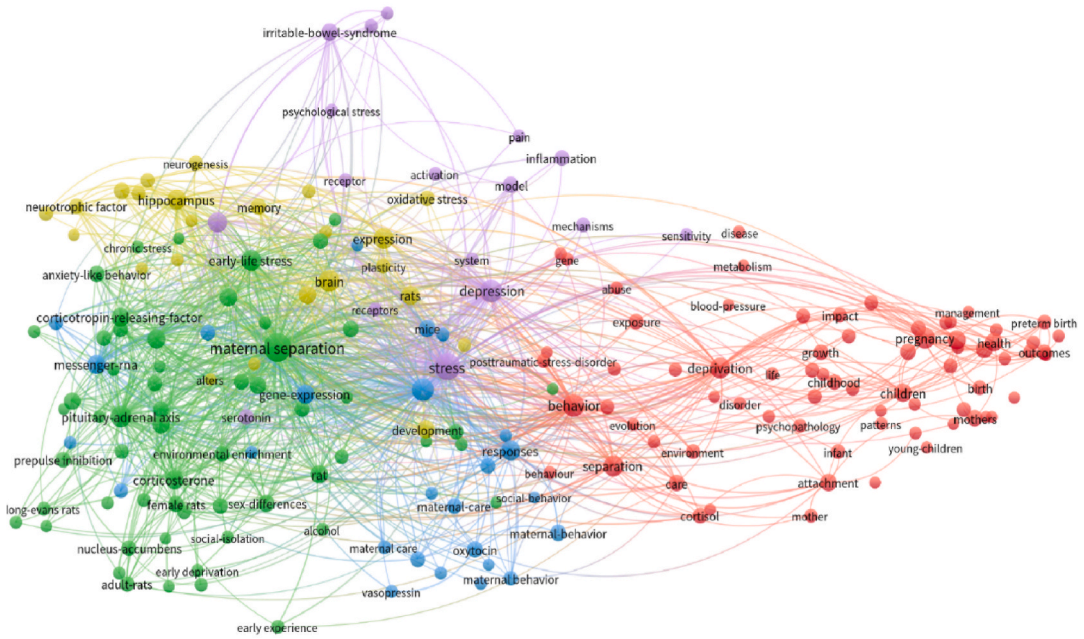 irritable-bowel-syndrome
psychological stress
pain
inflammation
neurogenesis
receptor
activation
model
hippocampus
oxidative stress
neurotrophic factor
memory
mechanisms
sensitivity
disease
chronic stress
expression
early-life stress
system
gene
metabolism
anxiety-like behavior
plasticity
brain
depression
abuse
rats
receptors
blood-pressure
corticotropin-releasing-factor
mice
exposure
impact
management
preterm birth
maternal separation
pregnancy
health
outcomes
messenger-rna
stress
posttraumatic-stress-disorder
deprivation
growth
life
childhood
alters
gene-expression
children
birth
pituitary-adrenal axis
serotonin
behavior
disorder
development
evolution
psychopathology
patterns
mothers
prepulse inhibition
environmental enrichment
responses
environment
infant
young-children
corticosterone
rat
behaviour
separation
care
attachment
long-evans rats
female rats
sex-differences
maternal-care
social-behavior
cortisol
mother
nucleus-accumbens
social-isolation
alcohol
maternal care
oxytocin
maternal-behavior
adult-rats
early deprivation
vasopressin
maternal behavior
early experience